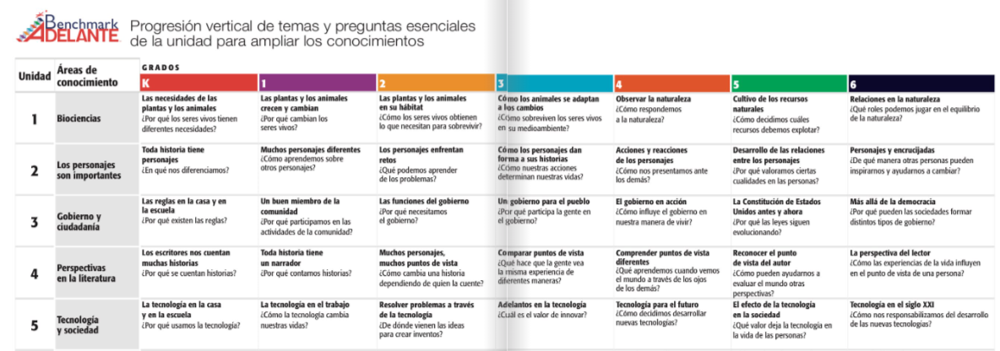 Benchmark
ADELANTE
Progresión vertical de temas y preguntas esenciales
de la unidad para ampliar los conocimientos
Unidad
Áreas de
conocimiento
GRADOS
K
1
2
3
4
5
6
1
Biociencias
Las necesidades de las
plantas y los animales
¿Por qué los seres vivos tienen
diferentes necesidades?
Las plantas y los animales
crecen y cambian
¿Por qué cambian los
seres vivos?
Las plantas y los animales
en su hábitat
¿Cómo los seres vivos obtienen
lo que necesitan para sobrevivir?
Cómo los animales se adaptan
a los cambios
¿Cómo sobreviven los seres vivos
en su medioambiente?
Observar la naturaleza
¿Cómo respondemos
a la naturaleza?
Cultivo de los recursos
naturales
¿Cómo decidimos cuáles
recursos debemos explotar?
Relaciones en la naturaleza
¿Qué roles podemos jugar en el equilibrio
de la naturaleza?
2
Los personajes
son importantes
Toda historia tiene
personajes
¿En qué nos diferenciamos?
Muchos personajes diferentes
¿Cómo aprendemos sobre
otros personajes?
Los personajes enfrentan
retos
¿Qué podemos aprender
de los problemas?
Cómo los personajes dan
forma a sus historias
¿Cómo nuestras acciones
determinan nuestras vidas?
Acciones y reacciones
de los personajes
¿Cómo nos presentamos ante
los demás?
Desarrollo de las relaciones
entre los personajes
¿Por qué valoramos ciertas
cualidades en las personas?
Personajes y encrucijadas
¿De qué manera otras personas pueden
inspirarnos y ayudarnos a cambiar?
3
Gobierno y
ciudadanía
Las reglas en la casa y en
la escuela
¿Por qué existen las reglas?
Un buen miembro de la
comunidad
¿Por qué participamos en las
actividades de la comunidad?
Las funciones del gobierno
¿Por qué necesitamos
el gobierno?
Un gobierno para el pueblo
¿Por qué participa la gente en
el gobierno?
El gobierno en acción
¿Cómo influye el gobierno en
nuestra manera de vivir?
La Constitución de Estados
Unidos antes y ahora
¿Por qué las leyes siguen
evolucionando?
Más allá de la democracia
¿Por qué pueden las sociedades formar
distintos tipos de gobierno?
4
Perspectivas
en la literatura
Los escritores nos cuentan
muchas historias
¿Por qué se cuentan historias?
Toda historia tiene
un narrador
¿Por qué contamos historias?
Muchos personajes,
muchos puntos de vista
¿Cómo cambia una historia
dependiendo de quien la cuente?
Comparar puntos de vista
¿Qué hace que la gente vea
la misma experiencia de
diferentes maneras?
Comprender puntos de vista
diferentes
¿Qué aprendemos cuando vemos
el mundo a través de los ojos
de los demás?
Reconocer el punto
de vista del autor
¿Cómo pueden ayudarnos a
evaluar el mundo otras
perspectivas?
La perspectiva del lector
¿Cómo las experiencias de la vida influyen
en el punto de vista de una persona?
5
Tecnología
y sociedad
La tecnología en la casa
y en la escuela
¿Por qué usamos la tecnología?
La tecnología en el trabajo
¿Cómo la tecnología cambia
nuestras vidas?
Resolver problemas a través
de la tecnología
¿De dónde vienen las ideas
para crear inventos?
Adelantos en la tecnología
¿Cuál es el valor de innovar?
Tecnología para el futuro
¿Cómo decidimos desarrollar
nuevas tecnologías?
El efecto de la tecnología
en la sociedad
¿Qué valor deja la tecnología en
la vida de las personas?
Tecnología en el siglo XXI
¿Cómo nos responsabilizamos del desarrollo
de las nuevas tecnologías?